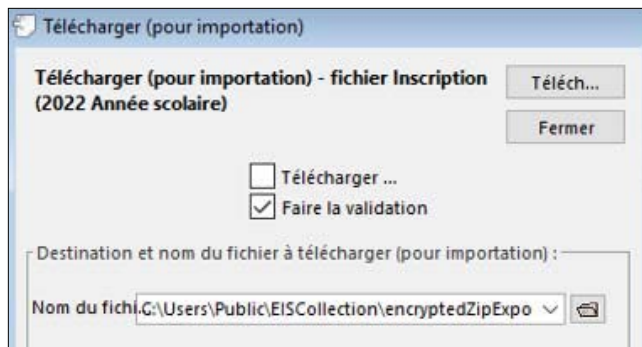 Télécharger (pour importation)
Télécharger (pour importation) - fichier Inscription
(2022 Année scolaire)
Téléch...
Fermer
Télécharger ...
Faire la validation
Destination et nom du fichier à télécharger (pour importation) :
Nom du fichi. C:\Users\Public\EISCollection\encryptedZipExpo